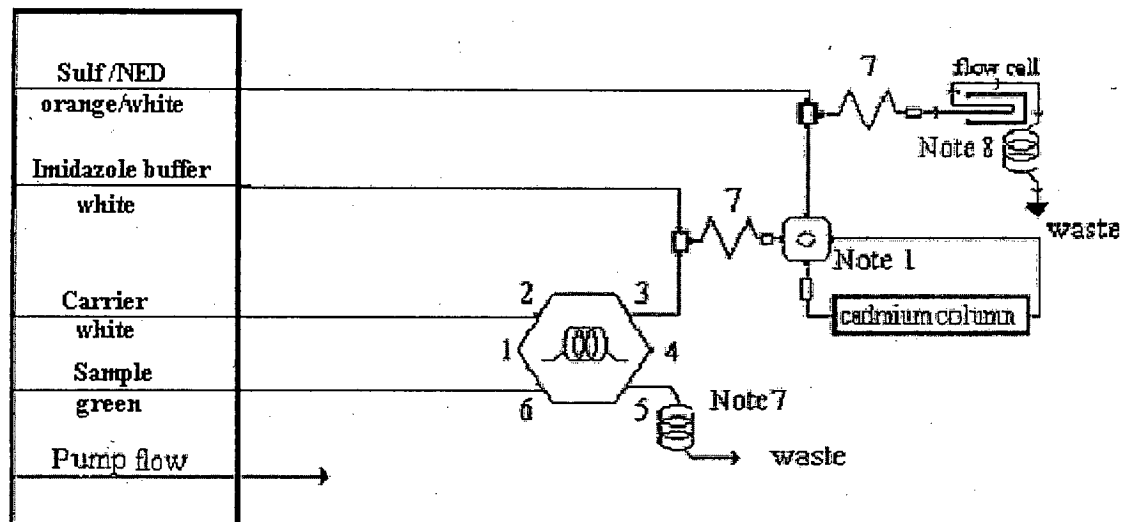 Sulf/NED
orange/white
Imidazole buffer
white
Carrier
white
Sample
green
Pump flow
2
3
1
4
6
5
Note 7
waste
7
7
flow cell
Note 8
waste
Note 1
cadmium column